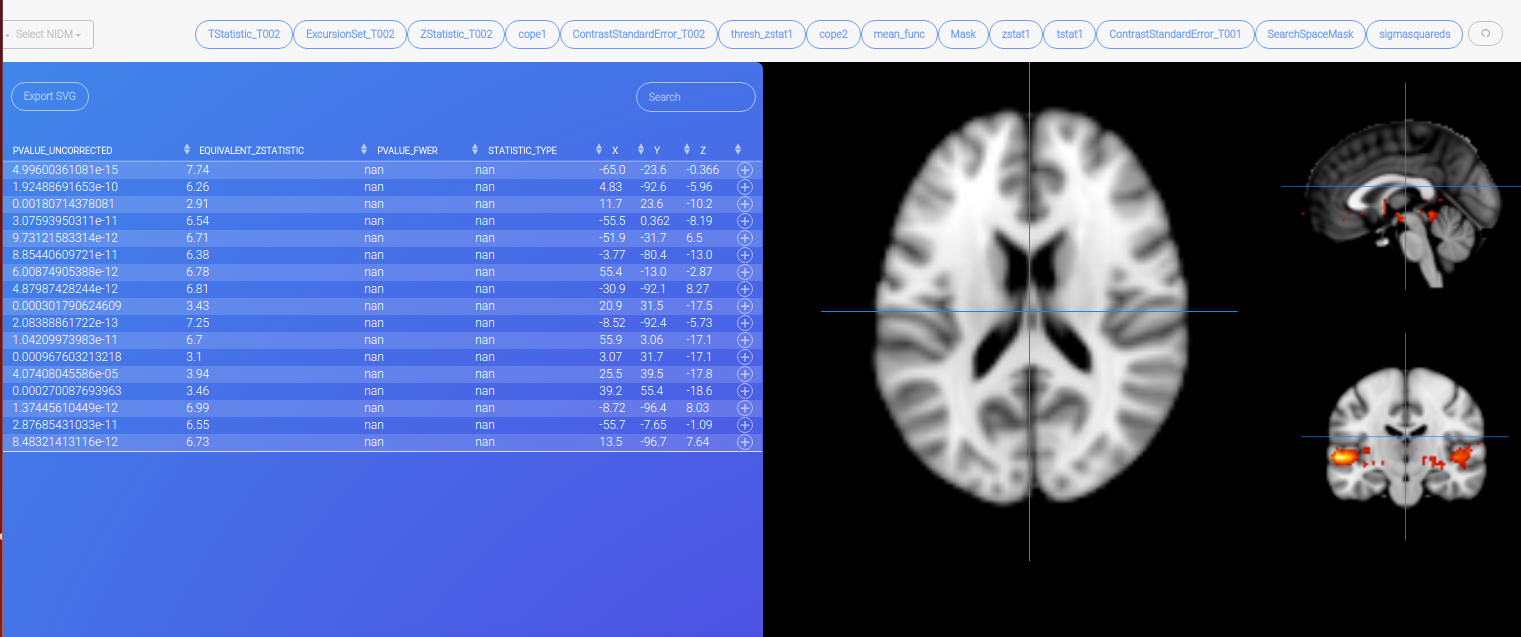 Select NIDM TStatistic_T002 ExcursionSet_T002 ZStatistic_T002 cope1 ContrastStandardError_T002 thresh_zstat1 cope2 mean_func Mask zstat1 tstat1 ContrastStandardError_T001 SearchSpaceMask sigmasquareds
Export SVG Search
PVALUE_UNCORRECTED EQUIVALENT_ZSTATISTIC PVALUE_FWER STATISTIC_TYPE X Y Z
4.99600361081e-15 7.74 nan nan -65.0 -23.6 -0.366
1.92488691653e-10 6.26 nan nan 4.83 -92.6 -5.96
0.00180714378081 2.91 nan nan 11.7 23.6 -10.2
3.07593950311e-11 6.54 nan nan -55.5 0.362 -8.19
9.73121583314e-12 6.71 nan nan -51.9 -31.7 6.5
8.85440609721e-11 6.38 nan nan -3.77 -80.4 -13.0
6.00874905388e-12 6.78 nan nan 55.4 -13.0 -2.87
4.87987428244e-12 6.81 nan nan -30.9 -92.1 8.27
0.000301790624609 3.43 nan nan 20.9 31.5 -17.5
2.08388861722e-13 7.25 nan nan -8.52 -92.4 -5.73
1.04209973983e-11 6.7 nan nan 55.9 3.06 -17.1
0.000967603213218 3.1 nan nan 3.07 31.7 -17.1
4.07408045586e-05 3.94 nan nan 25.5 39.5 -17.8
0.000270087693963 3.46 nan nan 39.2 55.4 -18.6
1.37445610449e-12 6.99 nan nan -8.72 -96.4 8.03
2.87685431033e-11 6.55 nan nan -55.7 -7.65 -1.09
8.48321413116e-12 6.73 nan nan 13.5 -96.7 7.64